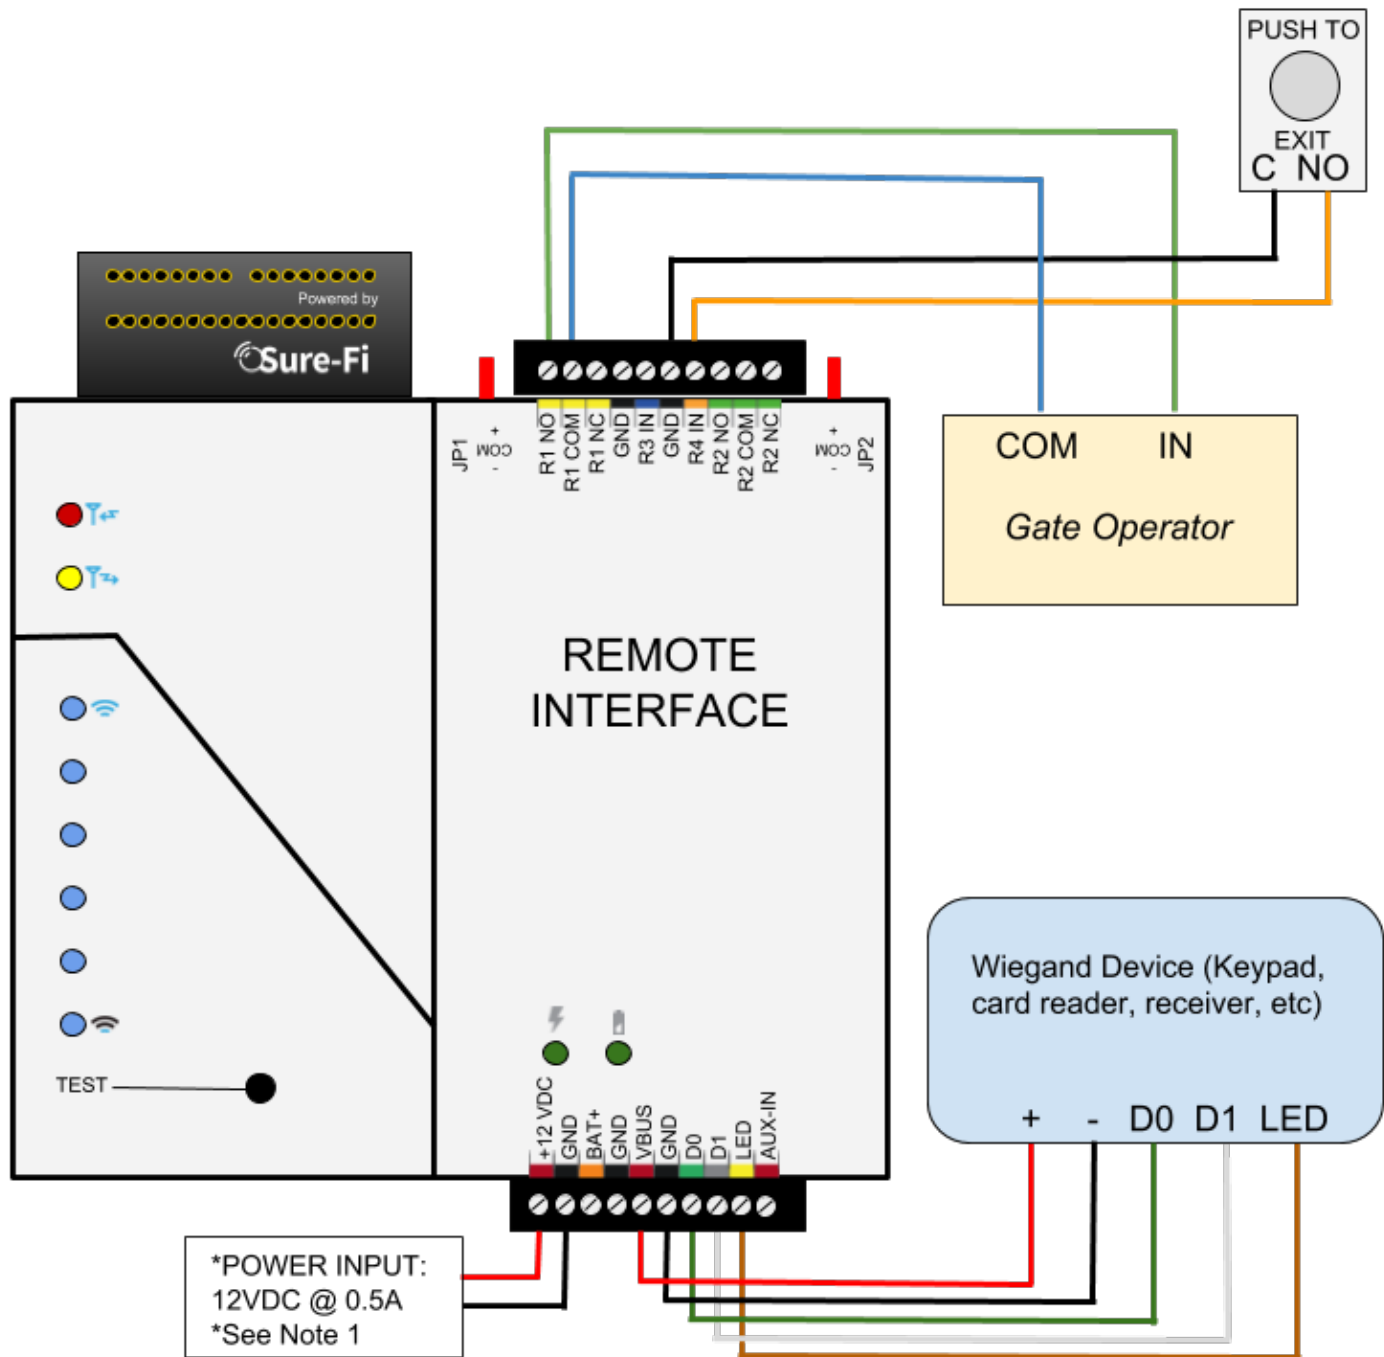 PUSH TO
EXIT
C NO
Powered by
Sure-Fi
JP1
+
COM
-
R1 NO
R1 COM
R1 NC
GND
R3 IN
GND
R4 IN
R2 NO
R2 COM
R2 NC
+
COM
-
JP2
COM IN
Gate Operator
REMOTE
INTERFACE
Wiegand Device (Keypad,
card reader, receiver, etc)
+ - D0 D1 LED
TEST
+12 VDC
GND
BAT+
GND
VBUS
GND
D0
D1
LED
AUX-IN
*POWER INPUT:
12VDC @ 0.5A
*See Note 1